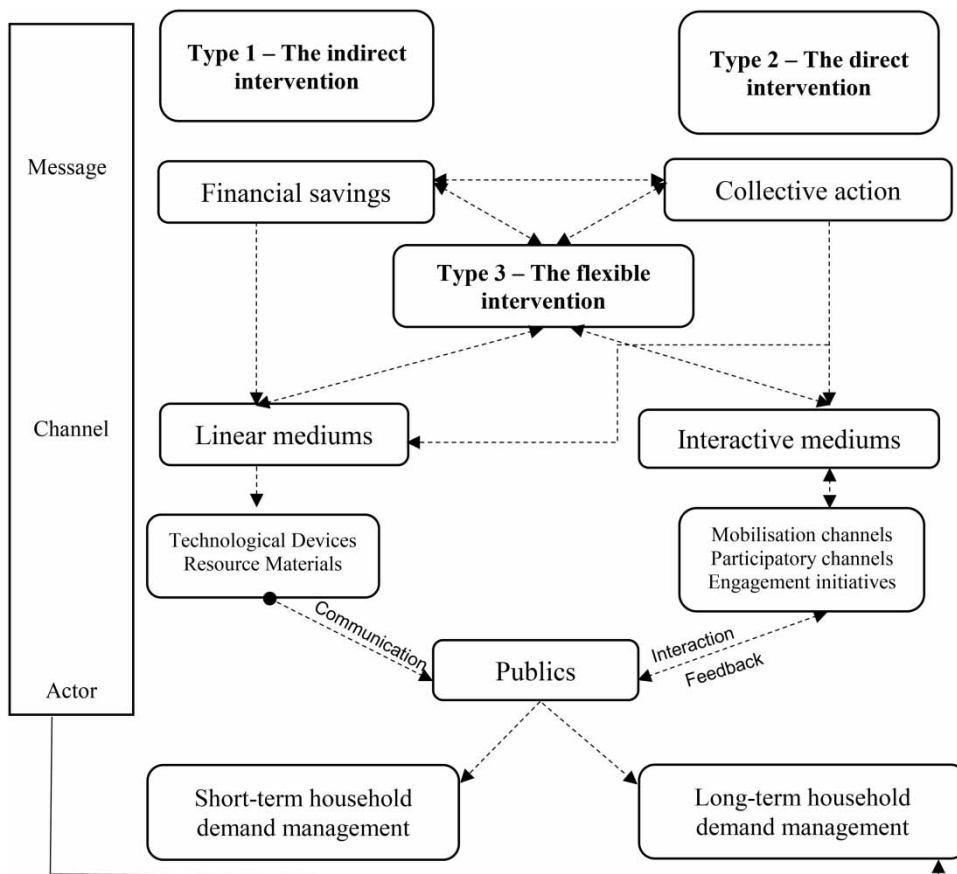 Type 1 – The indirect
intervention
Type 2 – The direct
intervention
Message
Financial savings
Collective action
Type 3 – The flexible
intervention
Channel
Linear mediums
Interactive mediums
Technological Devices
Resource Materials
Mobilisation channels
Participatory channels
Engagement initiatives
Communication
Interaction
Feedback
Publics
Actor
Short-term household
demand management
Long-term household
demand management